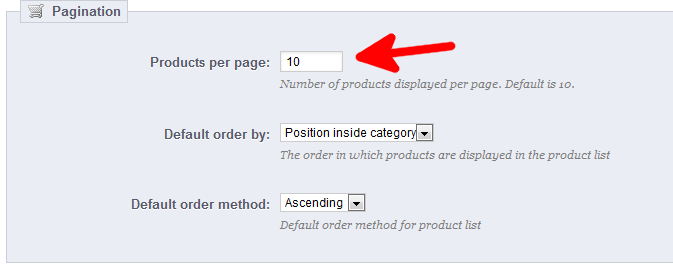 Pagination
Products per page: 10
Number of products displayed per page. Default is 10.
Default order by: Position inside category
The order in which products are displayed in the product list
Default order method: Ascending
Default order method for product list